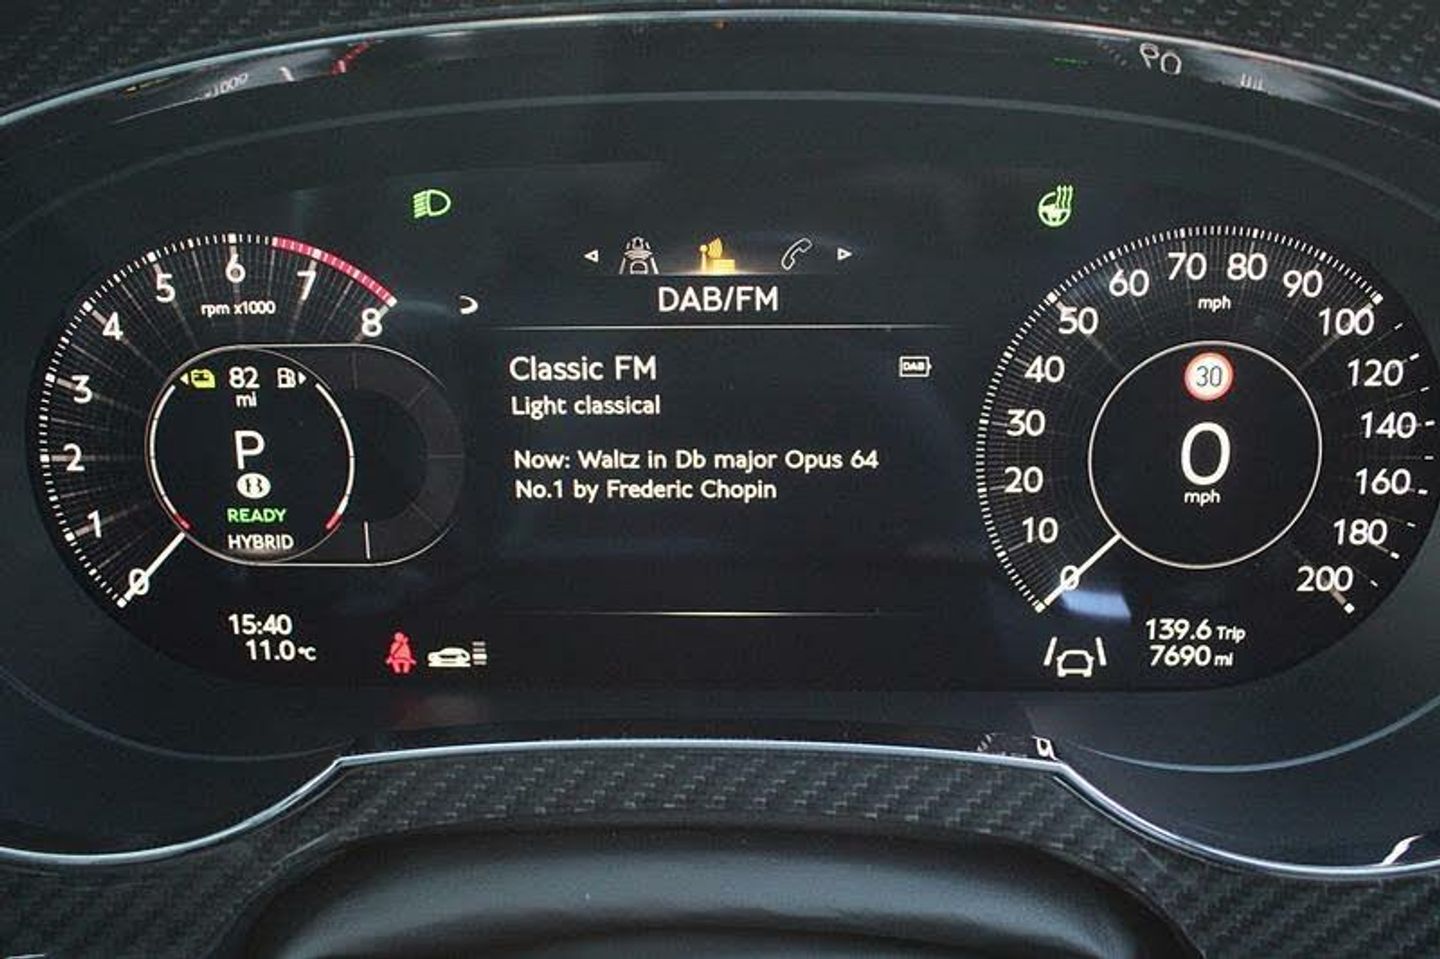 DAB/FM
Classic FM
DAB
Light classical
Now: Waltz in Db major Opus 64
No.1 by Frederic Chopin
0
1
2
3
4
5
6
7
8
rpm x1000
82
mi
P
READY
HYBRID
15:40
11.0°C
0
10
20
30
40
50
60
70
80
90
100
120
140
160
180
200
mph
30
0
mph
139.6 Trip
7690 mi